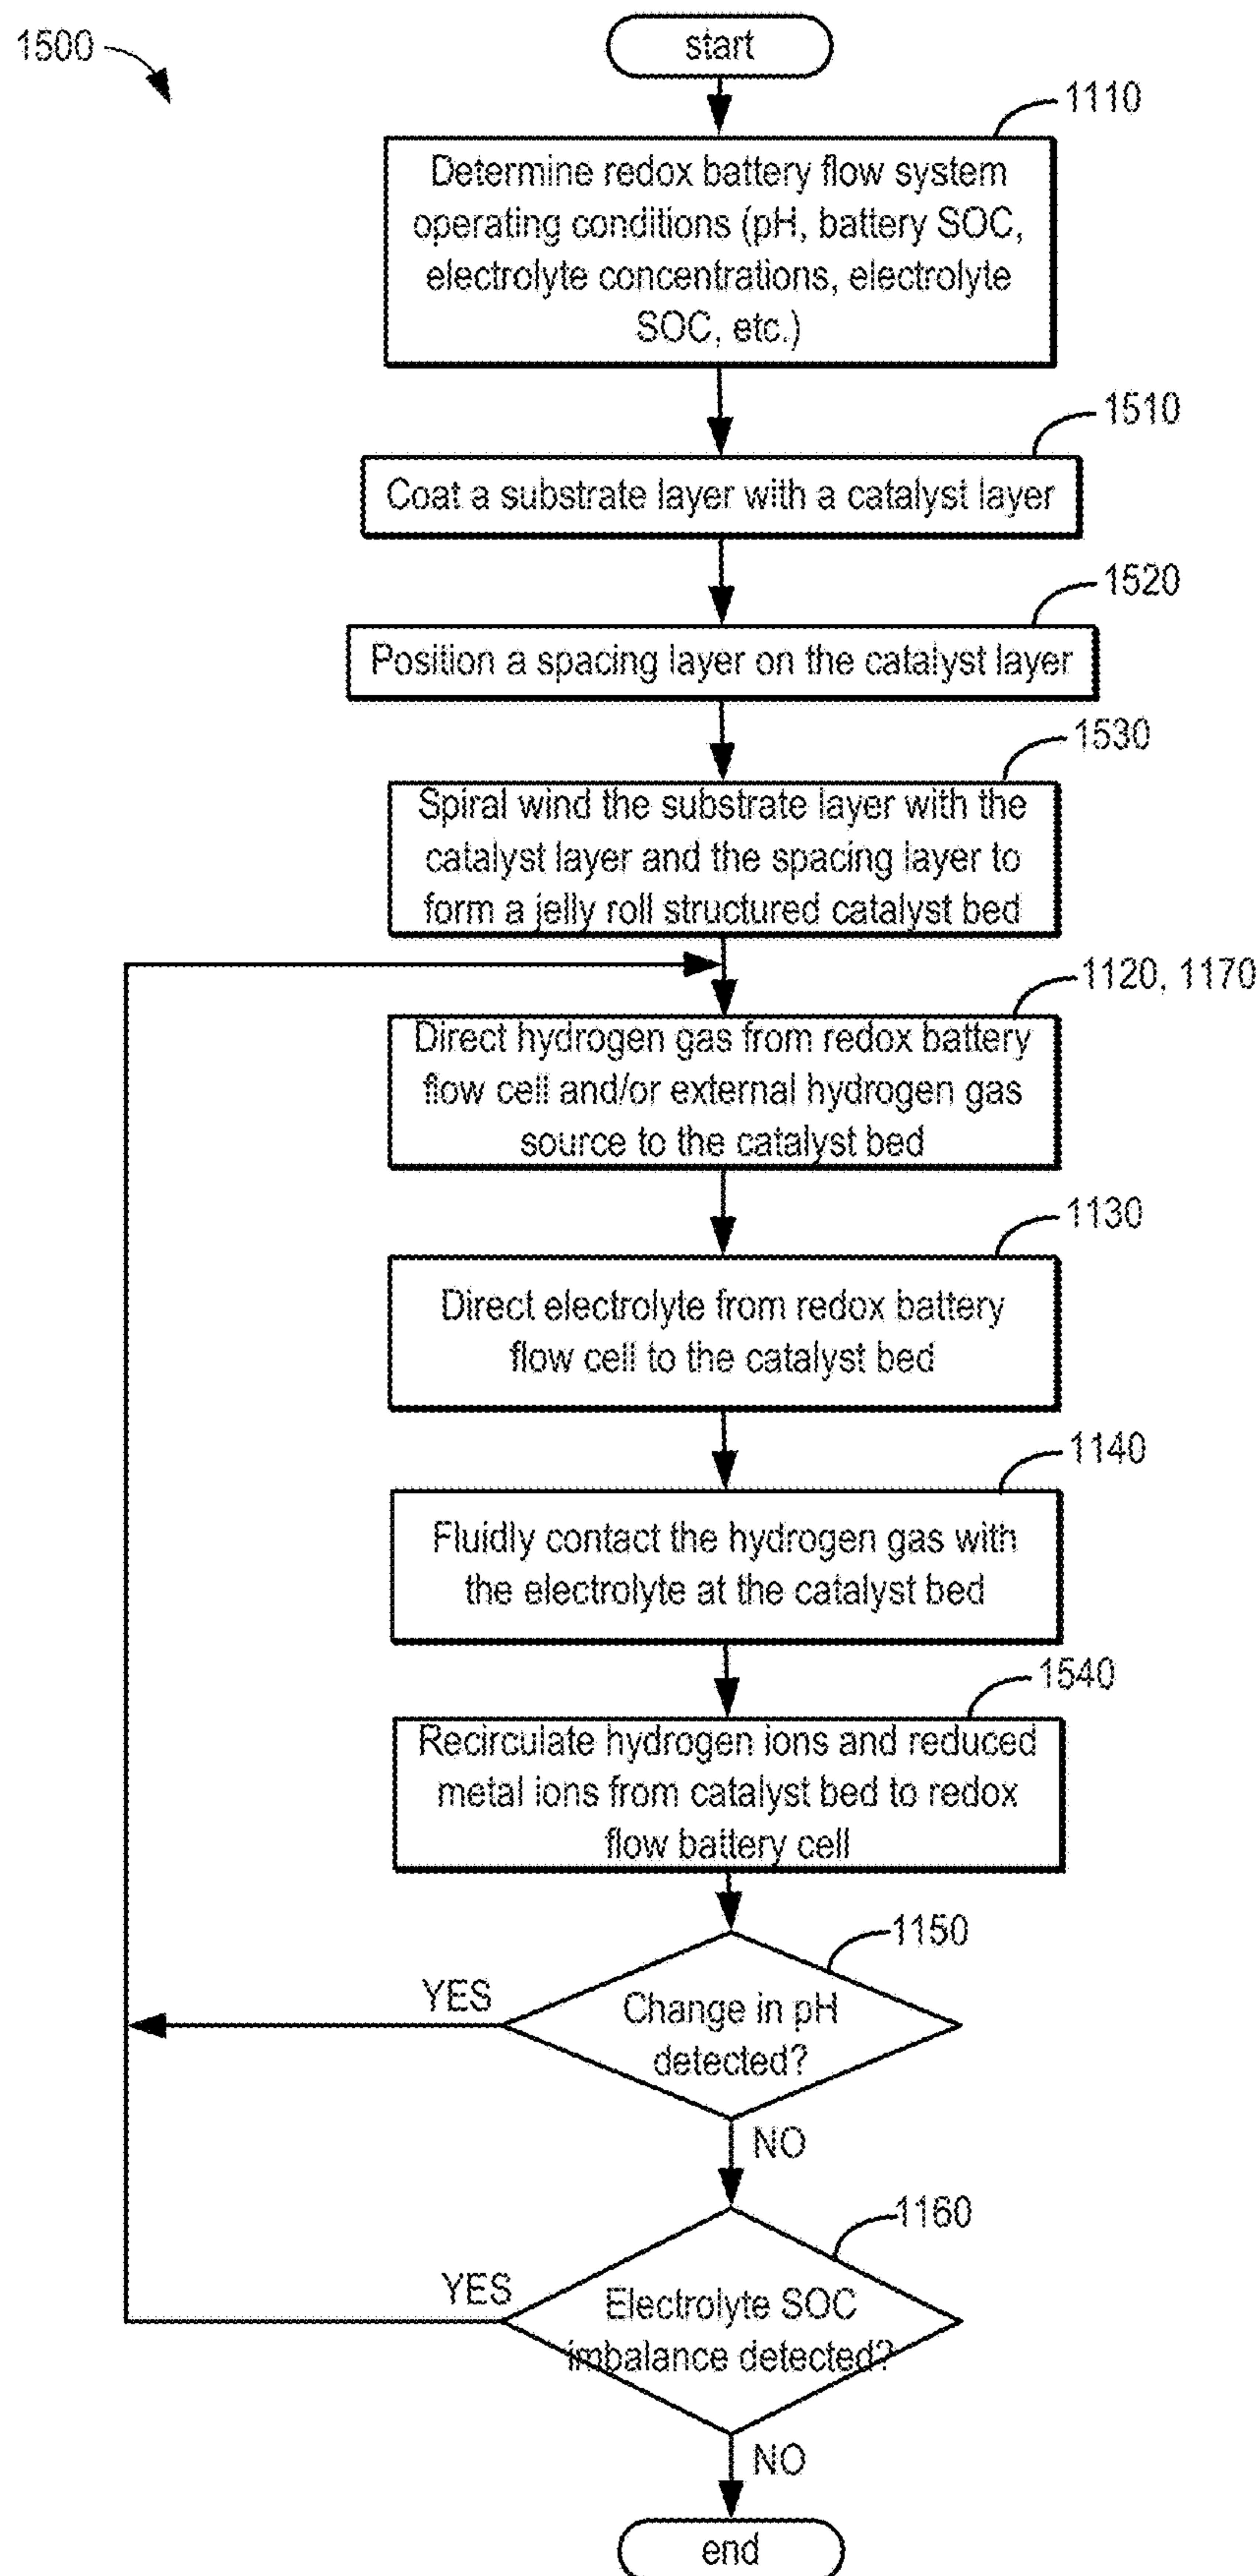 1500
start
1110
Determine redox battery flow system
operating conditions (pH, battery SOC,
electrolyte concentrations, electrolyte
SOC, etc.)
1510
Coat a substrate layer with a catalyst layer
1520
Position a spacing layer on the catalyst layer
1530
Spiral wind the substrate layer with the
catalyst layer and the spacing layer to
form a jelly roll structured catalyst bed
1120, 1170
Direct hydrogen gas from redox battery
flow cell and/or external hydrogen gas
source to the catalyst bed
1130
Direct electrolyte from redox battery
flow cell to the catalyst bed
1140
Fluidly contact the hydrogen gas with
the electrolyte at the catalyst bed
1540
Recirculate hydrogen ions and reduced
metal ions from catalyst bed to redox
flow battery cell
1150
YES
Change in pH
detected?
NO
1160
YES
Electrolyte SOC
imbalance detected?
NO
end